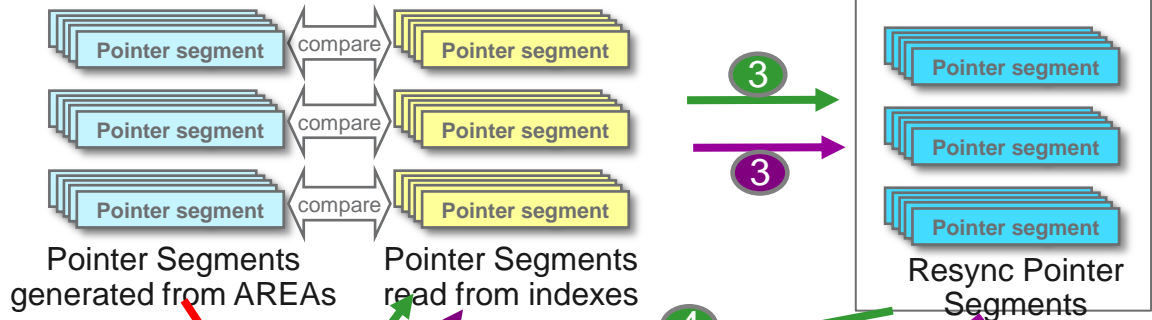 Pointer segment compare Pointer segment
3
Pointer segment
Pointer segment compare Pointer segment
3
Pointer segment
Pointer segment compare Pointer segment
Pointer segment
Pointer Segments
generated from AREAs
Pointer Segments
read from indexes
Resync Pointer
Segments
4